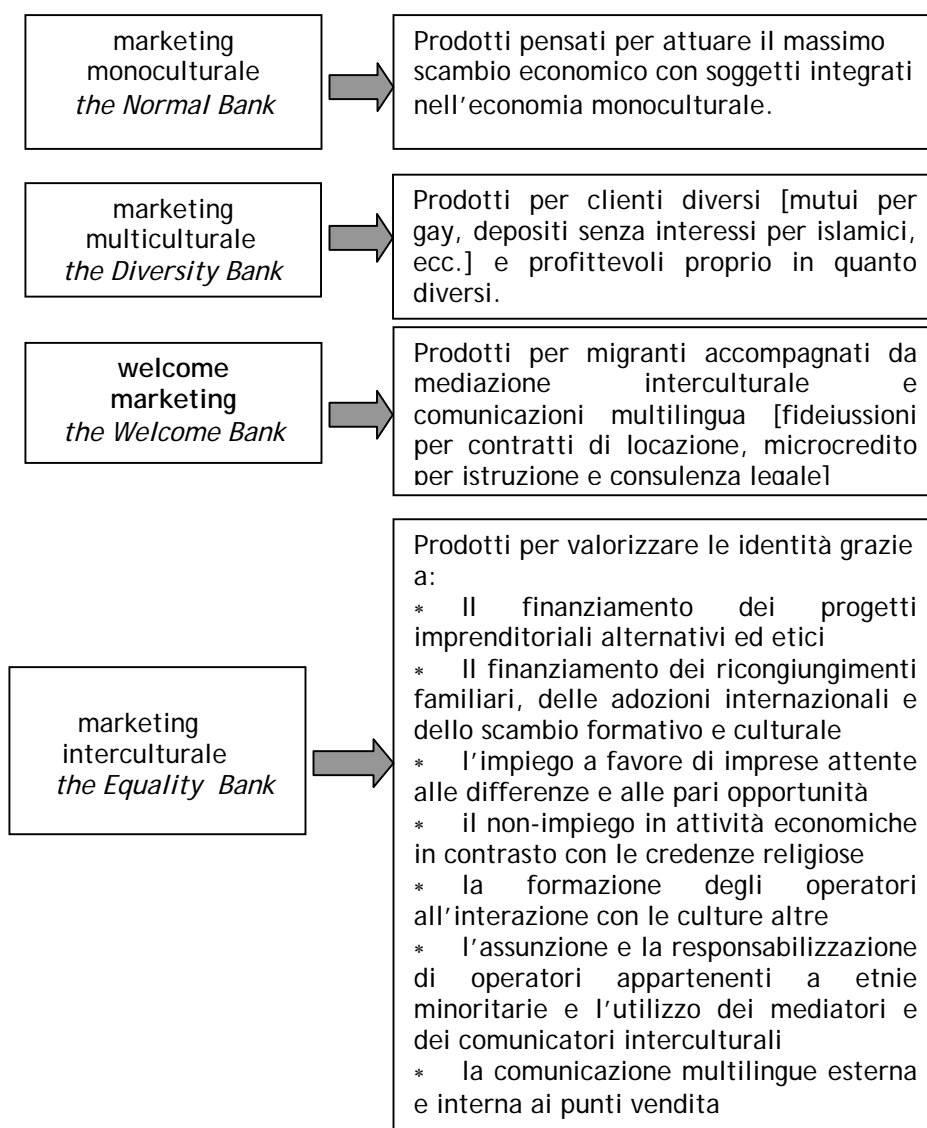 marketing
monoculturale
the Normal Bank
Prodotti pensati per attuare il massimo
scambio economico con soggetti integrati
nell'economia monoculturale.
marketing
multiculturale
the Diversity Bank
Prodotti per clienti diversi [mutui per
gay, depositi senza interessi per islamici,
ecc.] e profittevoli proprio in quanto
diversi.
welcome
marketing
the Welcome Bank
Prodotti per migranti accompagnati da
mediazione interculturale e
comunicazioni multilingua [fideiussioni
per contratti di locazione, microcredito
per istruzione e consulenza legale]
marketing
interculturale
the Equality Bank
Prodotti per valorizzare le identità grazie
a:
* Il finanziamento dei progetti
imprenditoriali alternativi ed etici
* Il finanziamento dei ricongiungimenti
familiari, delle adozioni internazionali e
dello scambio formativo e culturale
* l'impiego a favore di imprese attente
alle differenze e alle pari opportunità
* il non-impiego in attività economiche
in contrasto con le credenze religiose
* la formazione degli operatori
all'interazione con le culture altre
* l'assunzione e la responsabilizzazione
di operatori appartenenti a etnie
minoritarie e l'utilizzo dei mediatori e
dei comunicatori interculturali
* la comunicazione multilingue esterna
e interna ai punti vendita